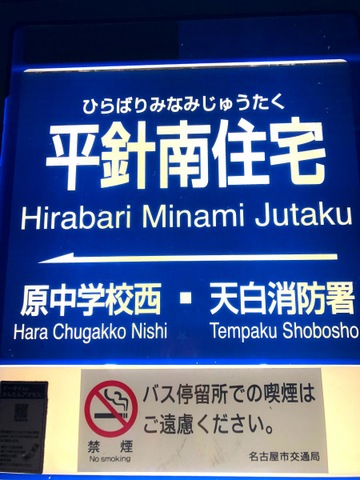 ひらばりみなみじゅうたく
平針南住宅
Hirabari Minami Jutaku
原中学校西 ■ 天白消防署
Hara Chugakko Nishi Tempaku Shobosho
バス停留所での喫煙は
ご遠慮ください。
禁煙
No smoking
名古屋市交通局